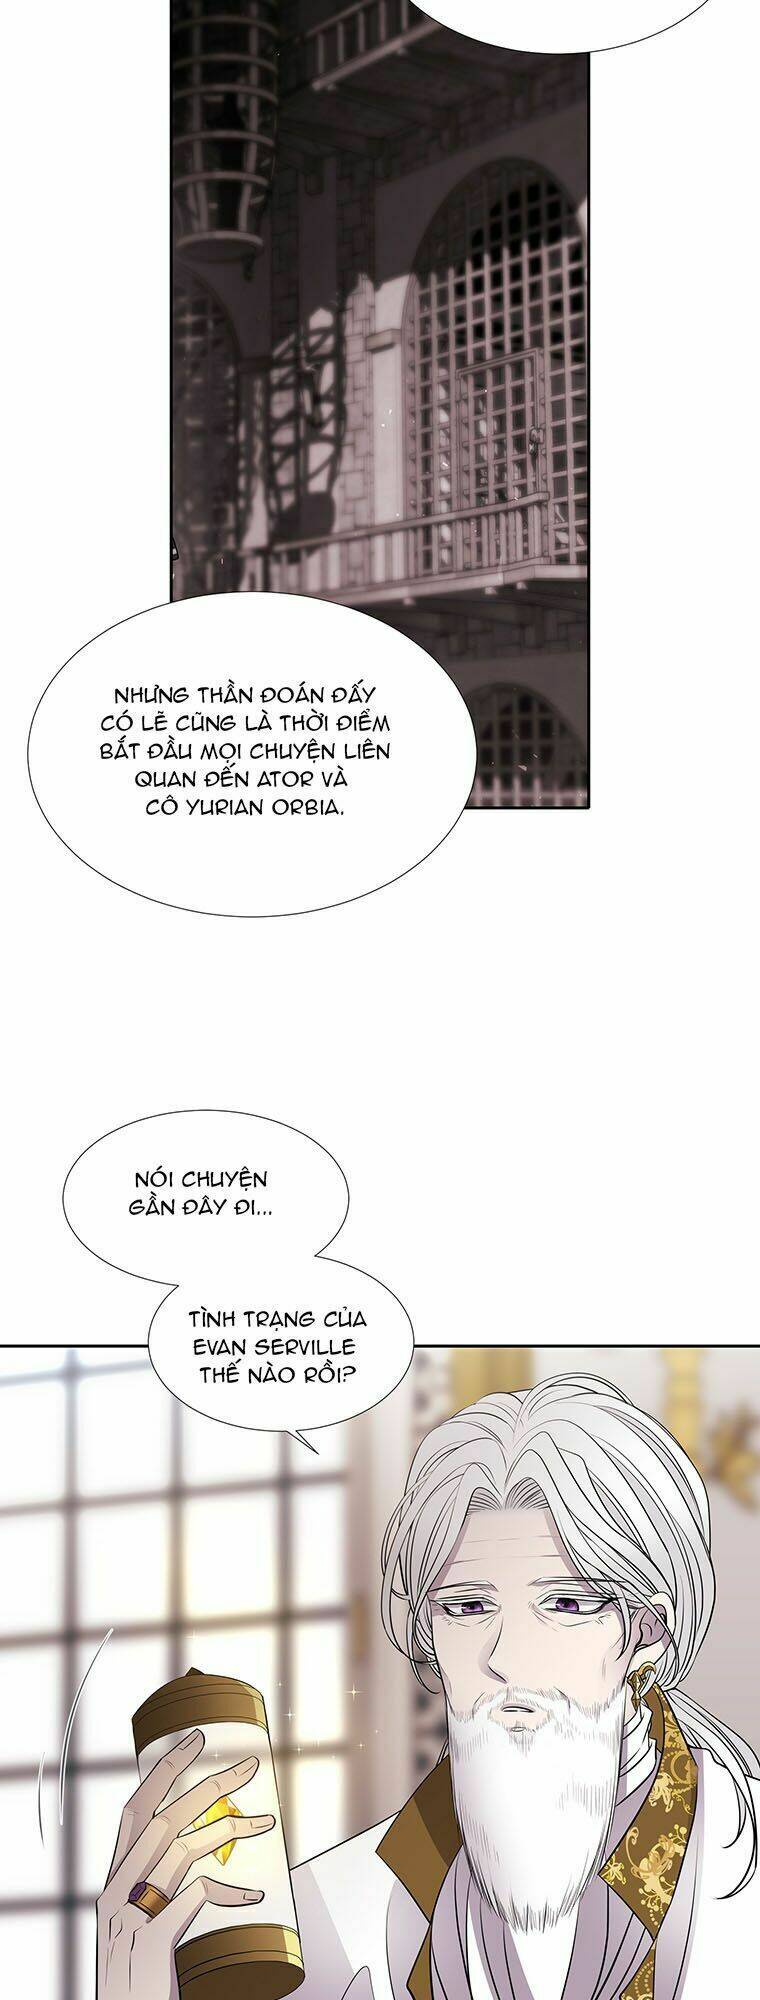 NHƯNG THẦN ĐOÁN ĐẤY
CÓ LẼ CŨNG LÀ THỜI ĐIỂM
BẮT ĐẦU MỌI CHUYỆN LIÊN
QUAN ĐẾN ATOR VÀ
CÔ YURIAN ORBIA.
NÓI CHUYỆN
GẦN ĐÂY ĐI...
TÌNH TRẠNG CỦA
EVAN SERVILLE
THẾ NÀO RỒI?